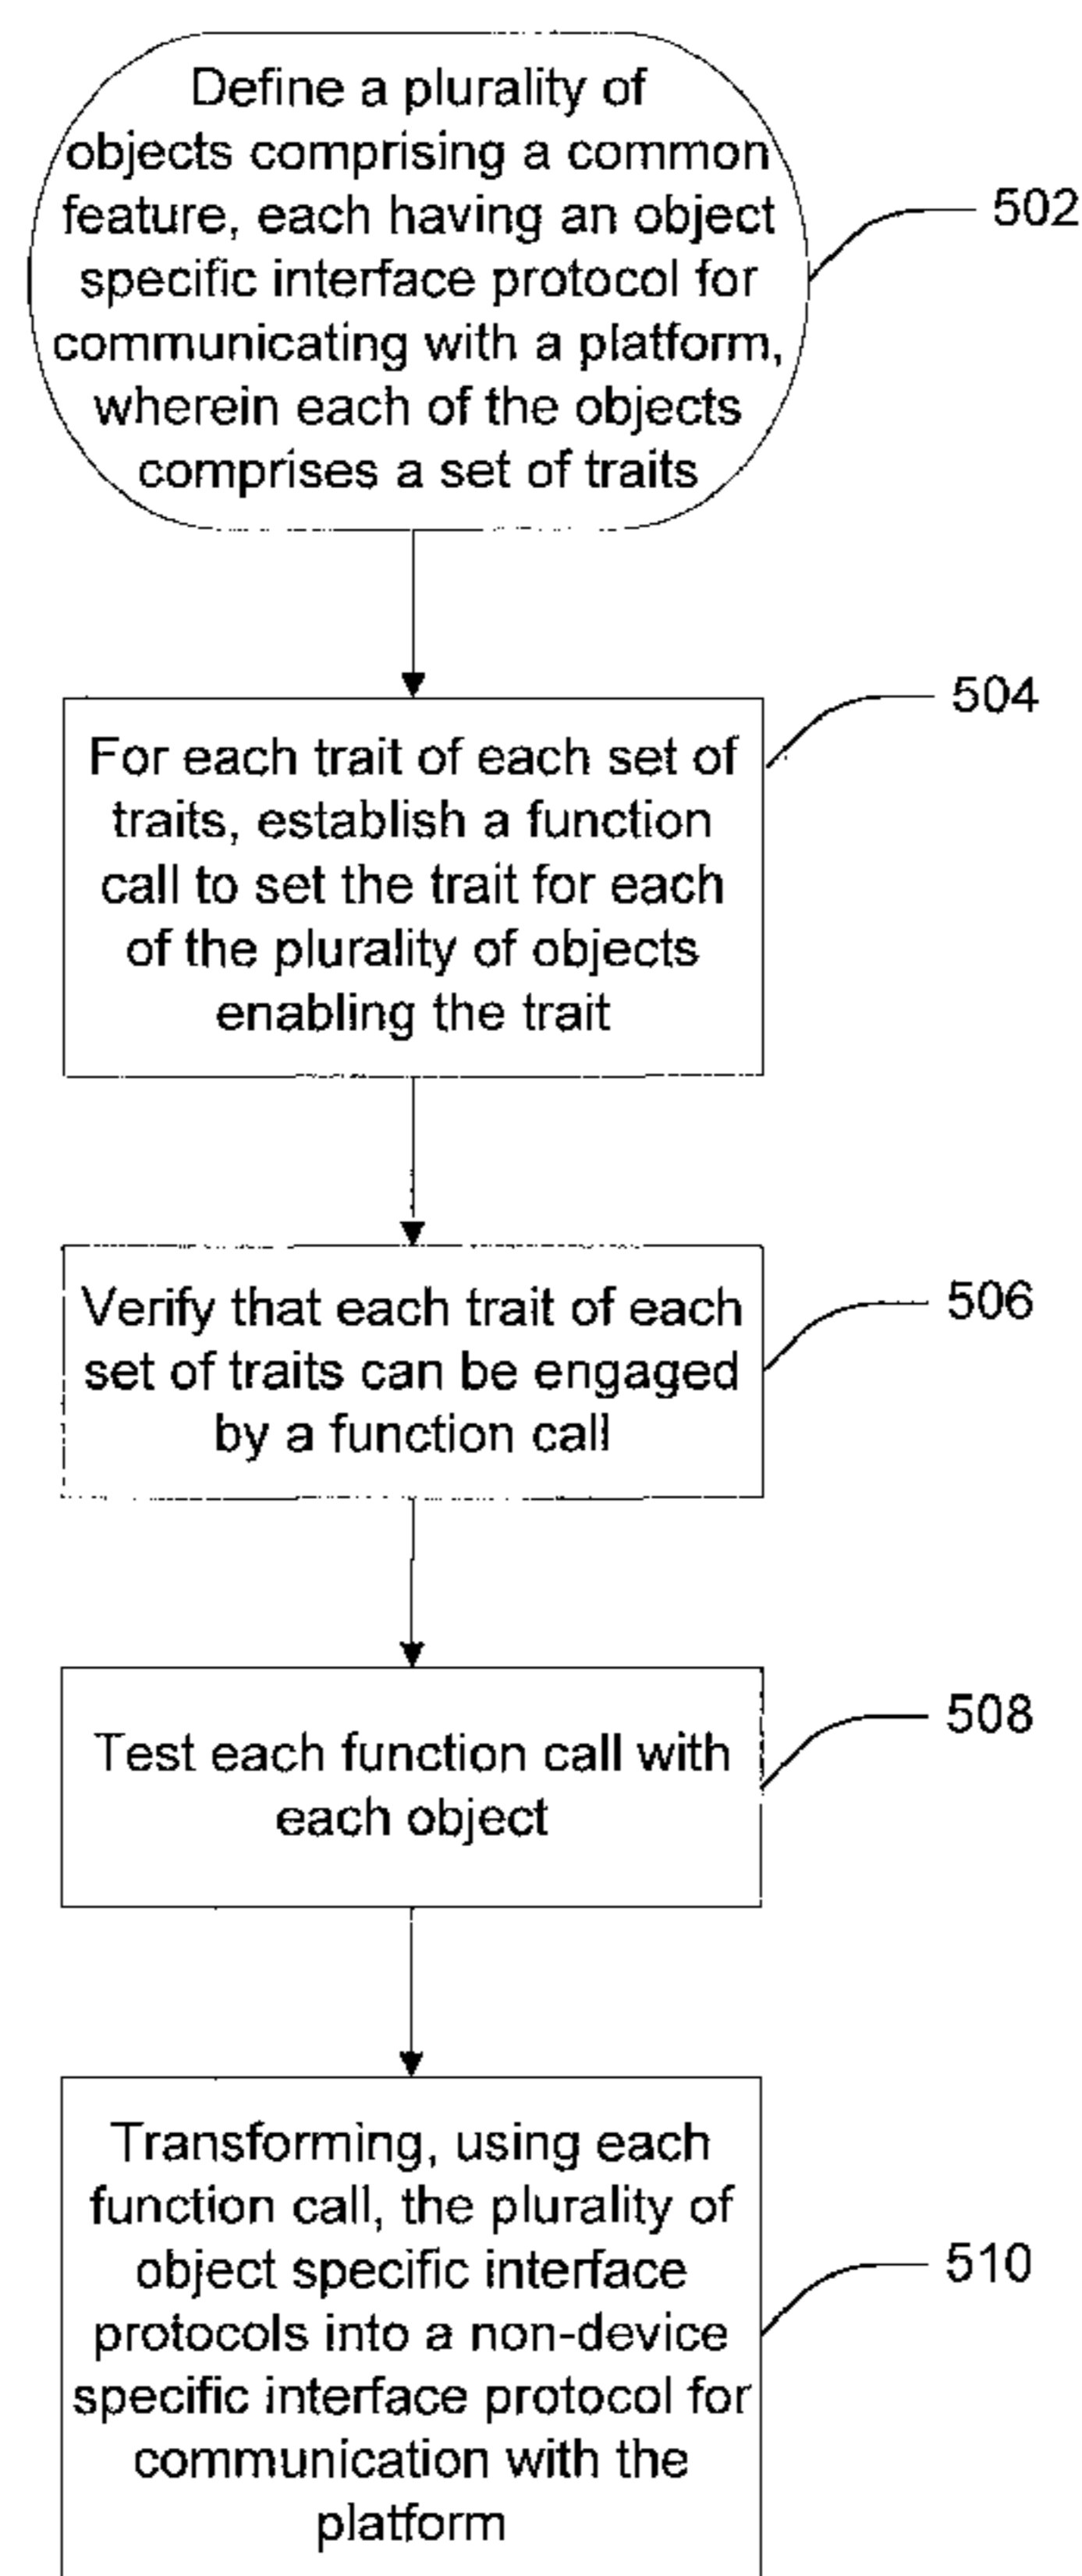 Define a plurality of
objects comprising a common
feature, each having an object
specific interface protocol for
communicating with a platform,
wherein each of the objects
comprises a set of traits
502
For each trait of each set of
traits, establish a function
call to set the trait for each
of the plurality of objects
enabling the trait
504
Verify that each trait of each
set of traits can be engaged
by a function call
506
Test each function call with
each object
508
Transforming, using each
function call, the plurality of
object specific interface
protocols into a non-device
specific interface protocol for
communication with the
platform
510